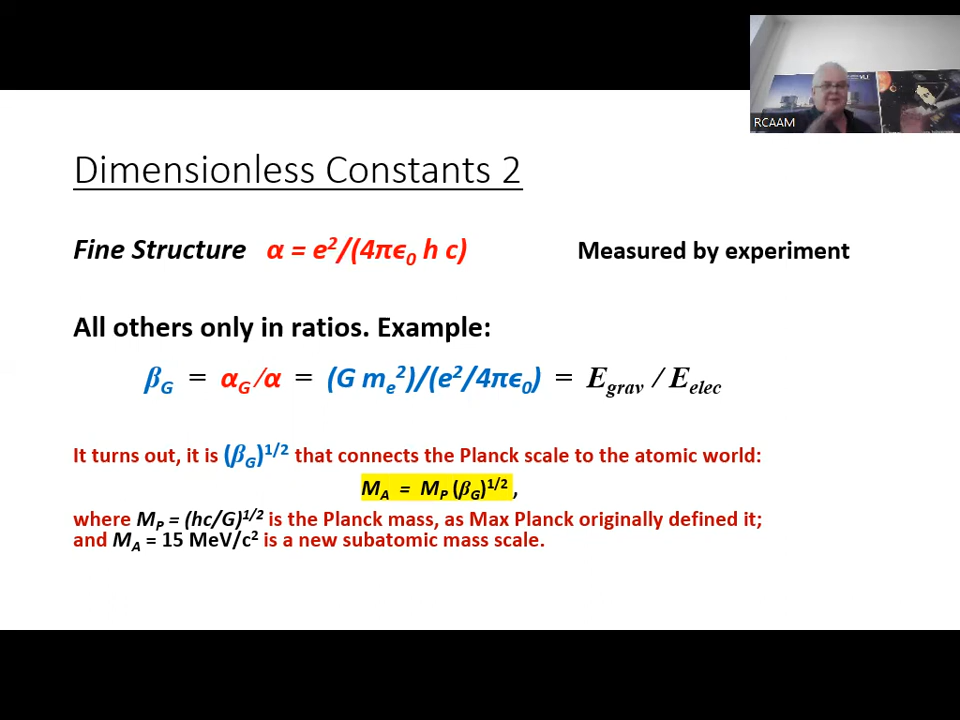 RCAAM
Dimensionless Constants 2
Fine Structure α = e²/(4πϵ₀ h c) Measured by experiment
All others only in ratios. Example:
β_G = α_G/α = (G mₑ²)/(e²/4πϵ₀) = E_grav / E_elec
It turns out, it is (β_G)^1/2 that connects the Planck scale to the atomic world:
M_A = M_P (β_G)^1/2 ,
where M_P = (hc/G)^1/2 is the Planck mass, as Max Planck originally defined it;
and M_A = 15 MeV/c² is a new subatomic mass scale.